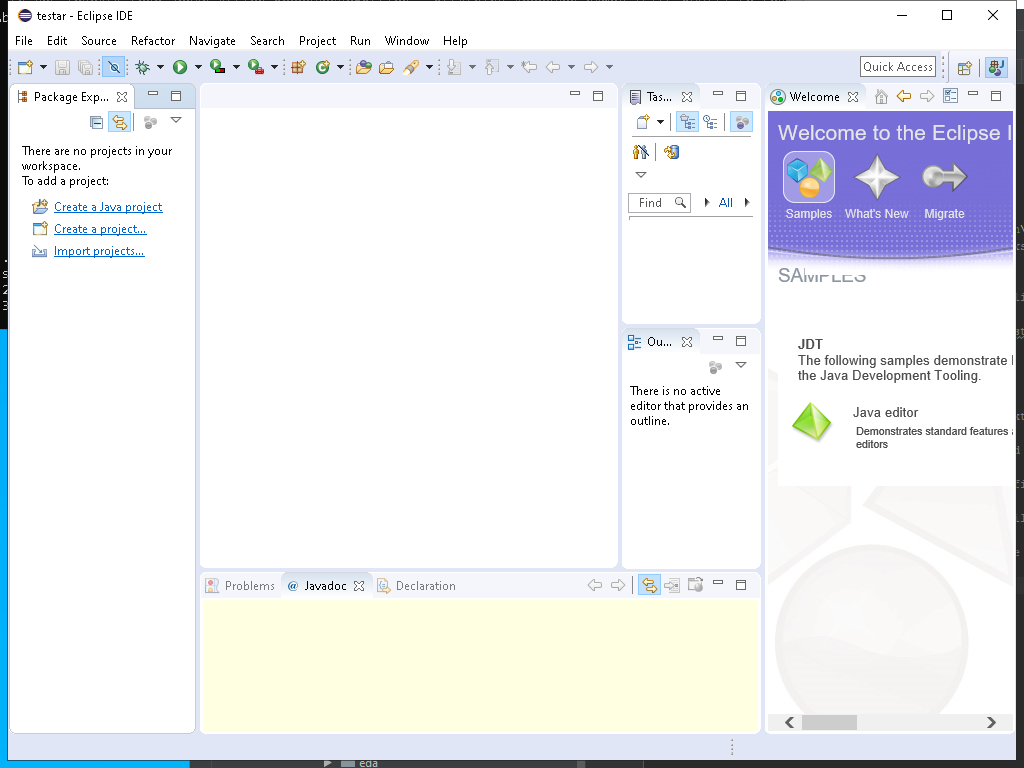 testar - Eclipse IDE
File Edit Source Refactor Navigate Search Project Run Window Help
Quick Access
Package Exp...
Tas...
Welcome
There are no projects in your
workspace.
To add a project:
Create a Java project
Create a project...
Import projects...
Find
All
Ou...
There is no active
editor that provides an
outline.
Welcome to the Eclipse I
Samples What's New Migrate
SAMPLES
JDT
The following samples demonstrate
the Java Development Tooling.
Java editor
Demonstrates standard features
editors
Problems @ Javadoc Declaration
eda